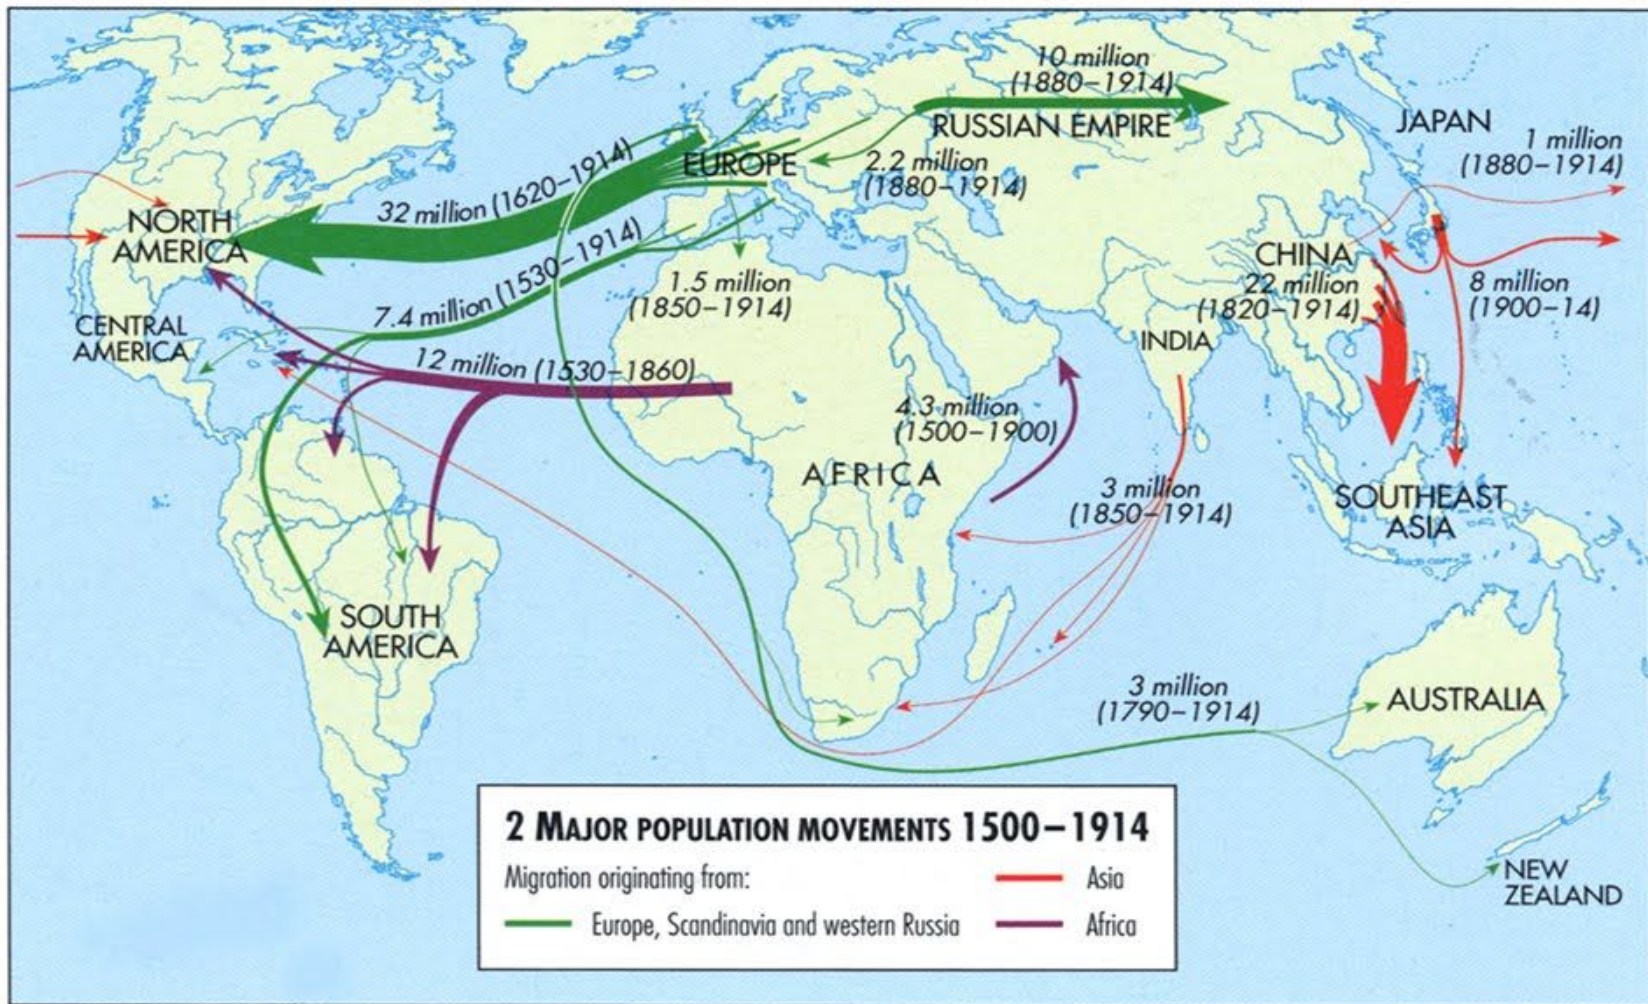 10 million
(1880–1914)
RUSSIAN EMPIRE
JAPAN
1 million
(1880–1914)
EUROPE
2.2 million
(1880–1914)
32 million (1620–1914)
NORTH
AMERICA
7.4 million (1530–1914)
1.5 million
(1850–1914)
CHINA
22 million
(1820–1914)
8 million
(1900–14)
CENTRAL
AMERICA
INDIA
12 million (1530–1860)
4.3 million
(1500–1900)
AFRICA
3 million
(1850–1914)
SOUTHEAST
ASIA
SOUTH
AMERICA
3 million
(1790–1914)
AUSTRALIA
NEW
ZEALAND
2 MAJOR POPULATION MOVEMENTS 1500–1914
Migration originating from:
Asia
Europe, Scandinavia and western Russia
Africa